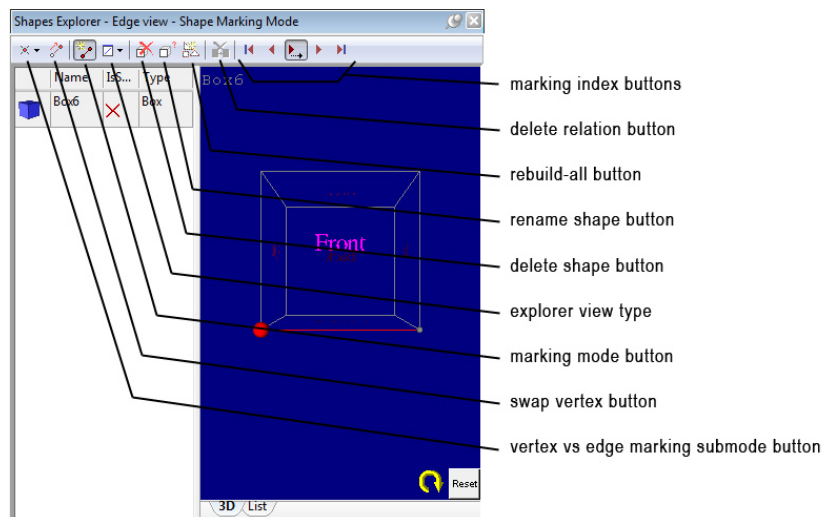 Shapes Explorer - Edge view - Shape Marking Mode
Name IsS... Type
Box6 Box
Box6
Front
Reset
3D List
marking index buttons
delete relation button
rebuild-all button
rename shape button
delete shape button
explorer view type
marking mode button
swap vertex button
vertex vs edge marking submode button